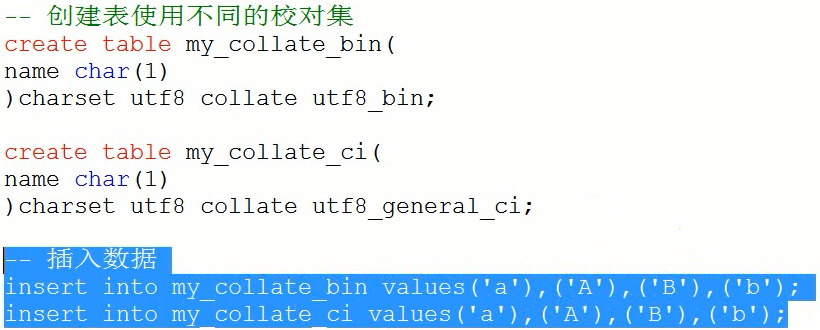 -- 创建表使用不同的校对集
create table my_collate_bin(
name char(1)
)charset utf8 collate utf8_bin;
create table my_collate_ci(
name char(1)
)charset utf8 collate utf8_general_ci;
-- 插入数据
insert into my_collate_bin values('a'),('A'),('B'),('b');
insert into my_collate_ci values('a'),('A'),('B'),('b');